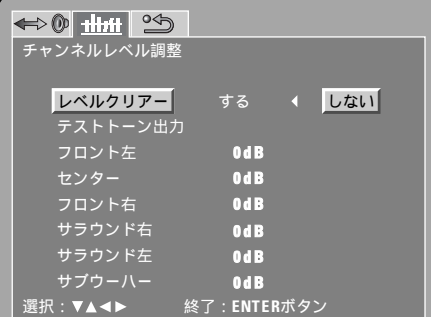 チャンネルレベル調整
レベルクリアー する ◀ しない
テストトーン出力
フロント左 0dB
センター 0dB
フロント右 0dB
サラウンド右 0dB
サラウンド左 0dB
サブウーハー 0dB
選択：▼▲◀▶ 終了：ENTERボタン